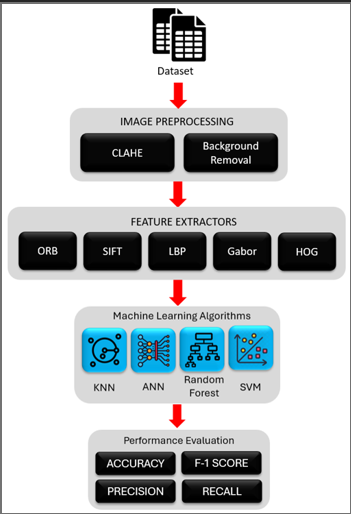 Dataset
IMAGE PREPROCESSING
CLAHE
Background
Removal
FEATURE EXTRACTORS
ORB
SIFT
LBP
Gabor
HOG
Machine Learning Algorithms
KNN
ANN
Random
Forest
SVM
Performance Evaluation
ACCURACY
F-1 SCORE
PRECISION
RECALL